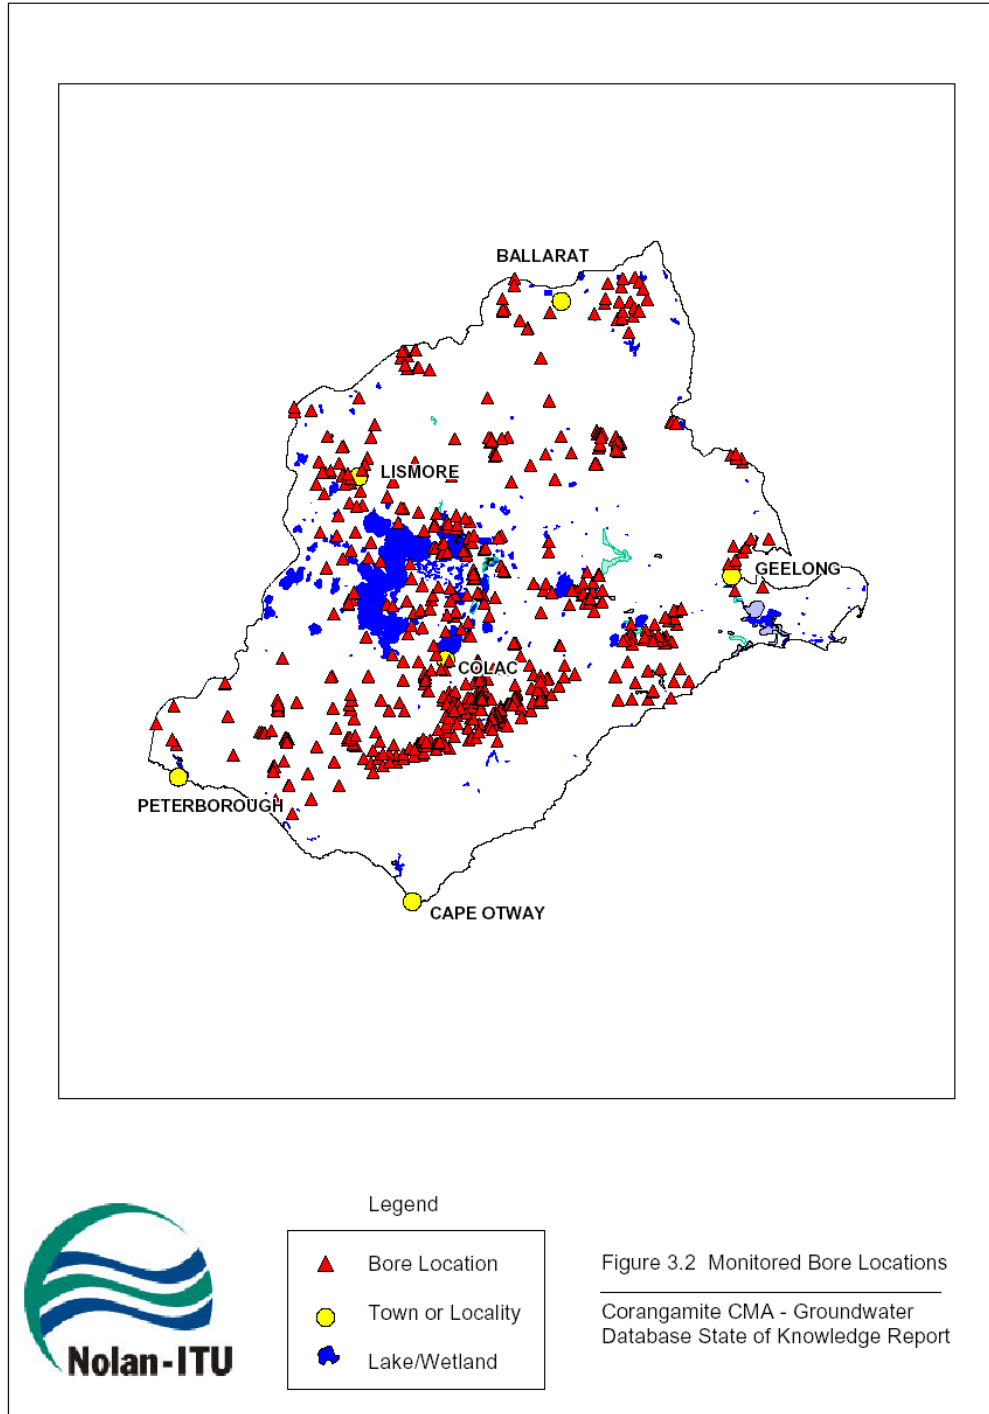 BALLARAT
LISMORE
GEELONG
COLAC
PETERBOROUGH
CAPE OTWAY
Legend
Bore Location
Town or Locality
Lake/Wetland
Figure 3.2 Monitored Bore Locations
Corangamite CMA - Groundwater
Database State of Knowledge Report
Nolan-ITU